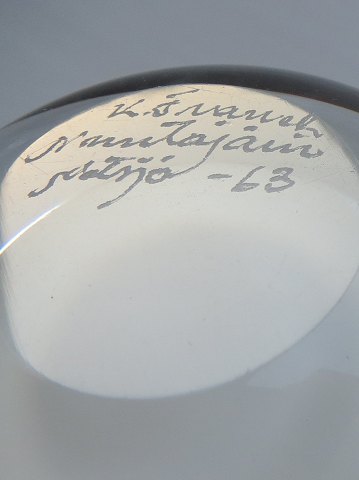 K. Franck
Nuutajärvi
Notsjö -63